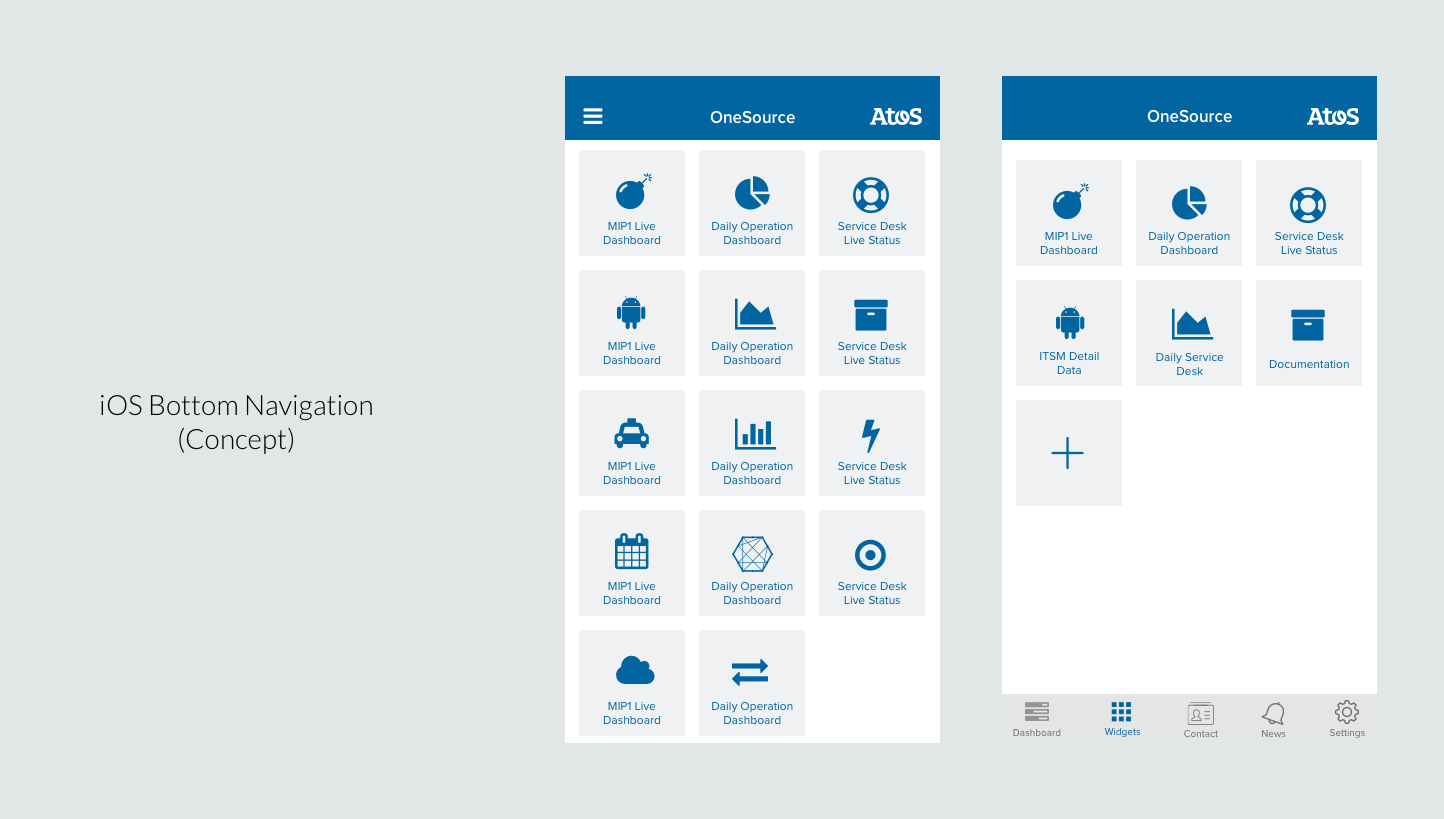 iOS Bottom Navigation
(Concept)
OneSource
AtoS
MIP1 Live
Dashboard
Daily Operation
Dashboard
Service Desk
Live Status
MIP1 Live
Dashboard
Daily Operation
Dashboard
Service Desk
Live Status
MIP1 Live
Dashboard
Daily Operation
Dashboard
Service Desk
Live Status
MIP1 Live
Dashboard
Daily Operation
Dashboard
Service Desk
Live Status
MIP1 Live
Dashboard
Daily Operation
Dashboard
OneSource
AtoS
MIP1 Live
Dashboard
Daily Operation
Dashboard
Service Desk
Live Status
ITSM Detail
Data
Daily Service
Desk
Documentation
Dashboard
Widgets
Contact
News
Settings